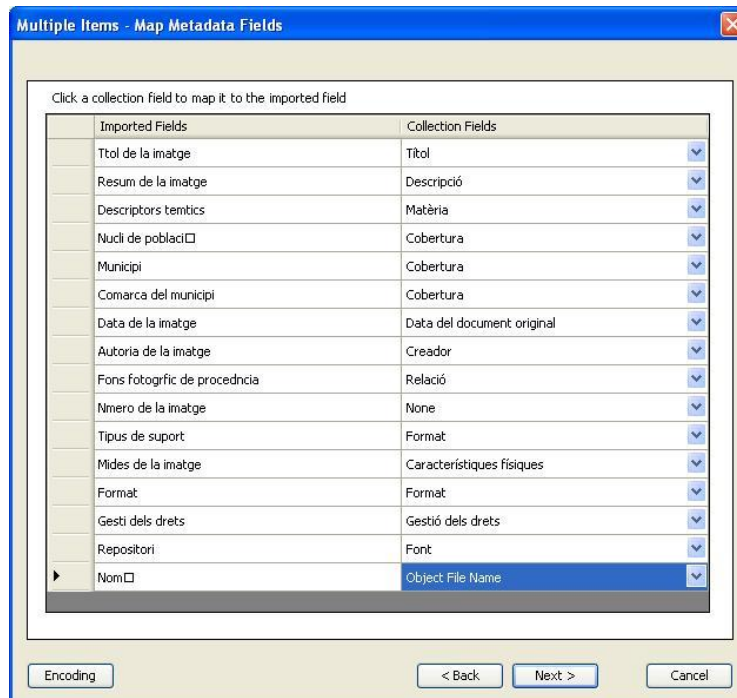 Multiple Items - Map Metadata Fields
Click a collection field to map it to the imported field
Imported Fields Collection Fields
Ttol de la imatge Títol
Resum de la imatge Descripció
Descriptors temtics Matèria
Nucli de poblaci□ Cobertura
Municipi Cobertura
Comarca del municipi Cobertura
Data de la imatge Data del document original
Autoria de la imatge Creador
Fons fotogrfic de procedncia Relació
Nmero de la imatge None
Tipus de suport Format
Mides de la imatge Característiques físiques
Format Format
Gesti dels drets Gestió dels drets
Repositori Font
Nom□ Object File Name
Encoding < Back Next > Cancel